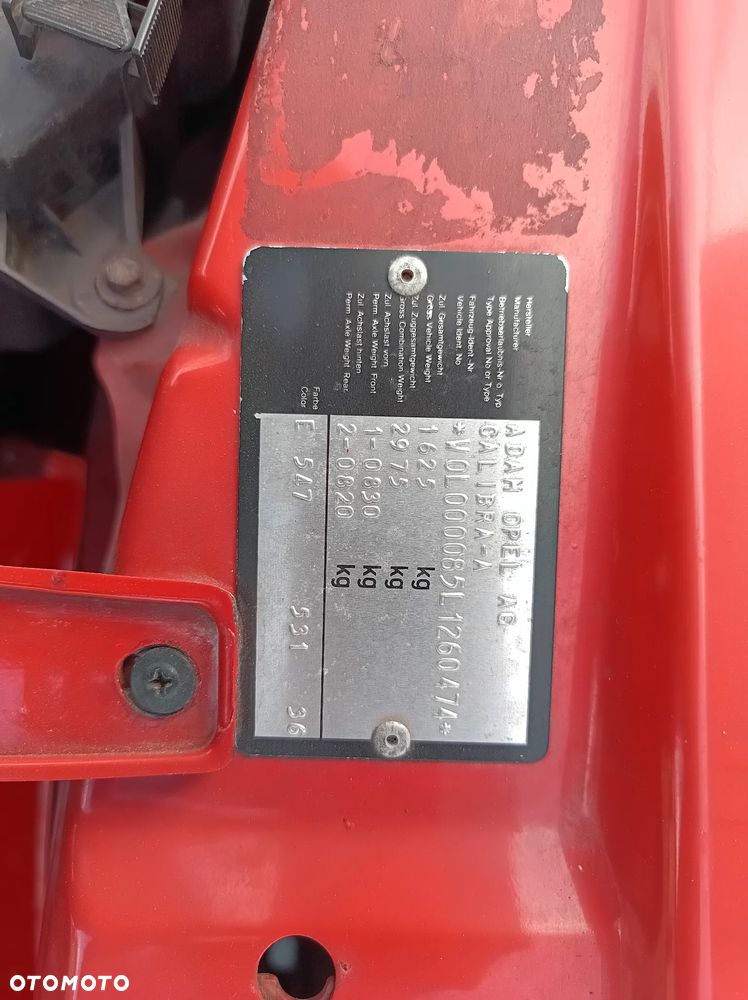 Hersteller
Manufacturer
Betriebserlaubnis-Nr o. Typ
Type Approval No or Type
Fahrzeug-Ident.-Nr
Vehicle Ident. No
Zul. Gesamtgewicht
Gross Vehicle Weight
Zul. Zuggesamtgewicht
Gross Combination Weight
Zul. Achslast vorn
Perm. Axle Weight Front
Zul. Achslast hinten
Perm. Axle Weight Rear
Farbe
Color
ADAM OPEL AG
CALIBRA-A
*VOL000085L1260474*
1625 kg
2975 kg
1-0830 kg
2-0820 kg
E 547 531 36
OTOMOTO